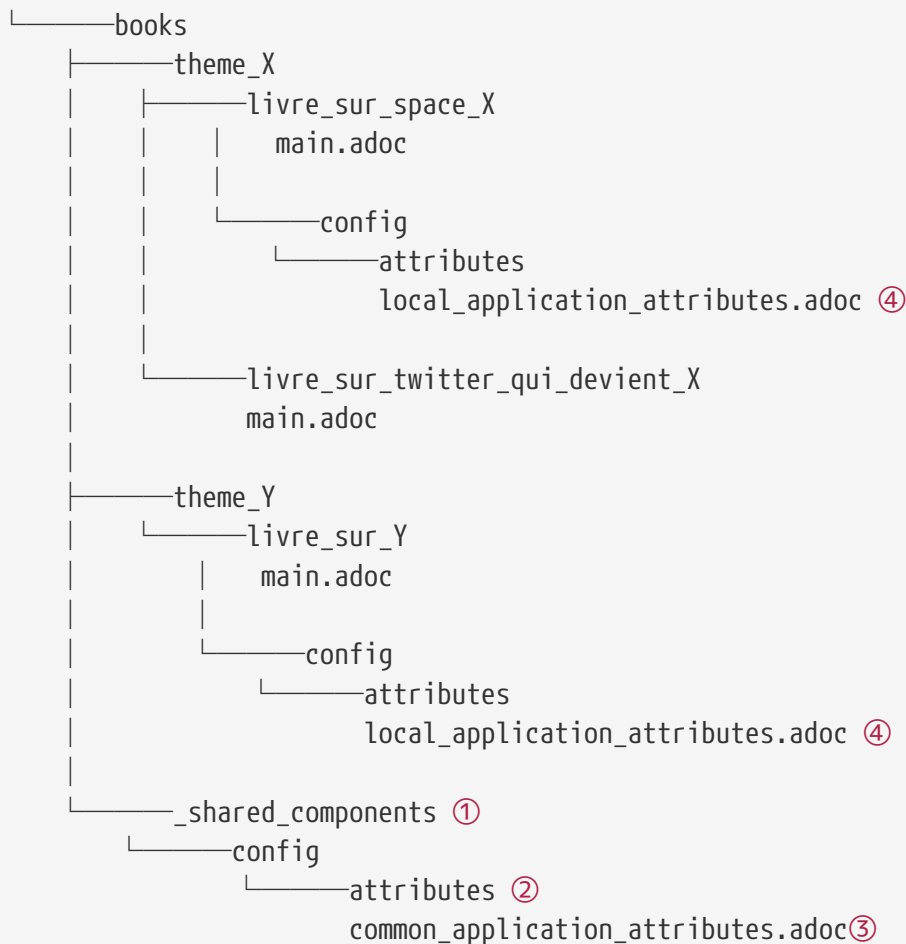 └──────books
├──────theme_X
│ ├──────livre_sur_space_X
│ │ │ main.adoc
│ │ │
│ │ └──────config
│ │ └──────attributes
│ │ local_application_attributes.adoc ④
│ │
│ └──────livre_sur_twitter_qui_devient_X
│ main.adoc
│
├──────theme_Y
│ └──────livre_sur_Y
│ │ main.adoc
│ │
│ └──────config
│ └──────attributes
│ local_application_attributes.adoc ④
│
└──────_shared_components ①
└──────config
└──────attributes ②
common_application_attributes.adoc③